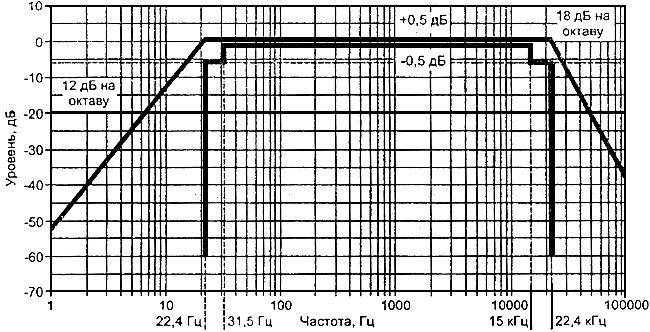 10
+0,5 дБ
18 дБ на
октаву
0
-0,5 дБ
-10
12 дБ на
октаву
-20
-30
-40
-50
-60
-70
Уровень, дБ
1
10
100
1000
10000
100000
22,4 Гц
31,5 Гц
Частота, Гц
15 кГц
22,4 кГц